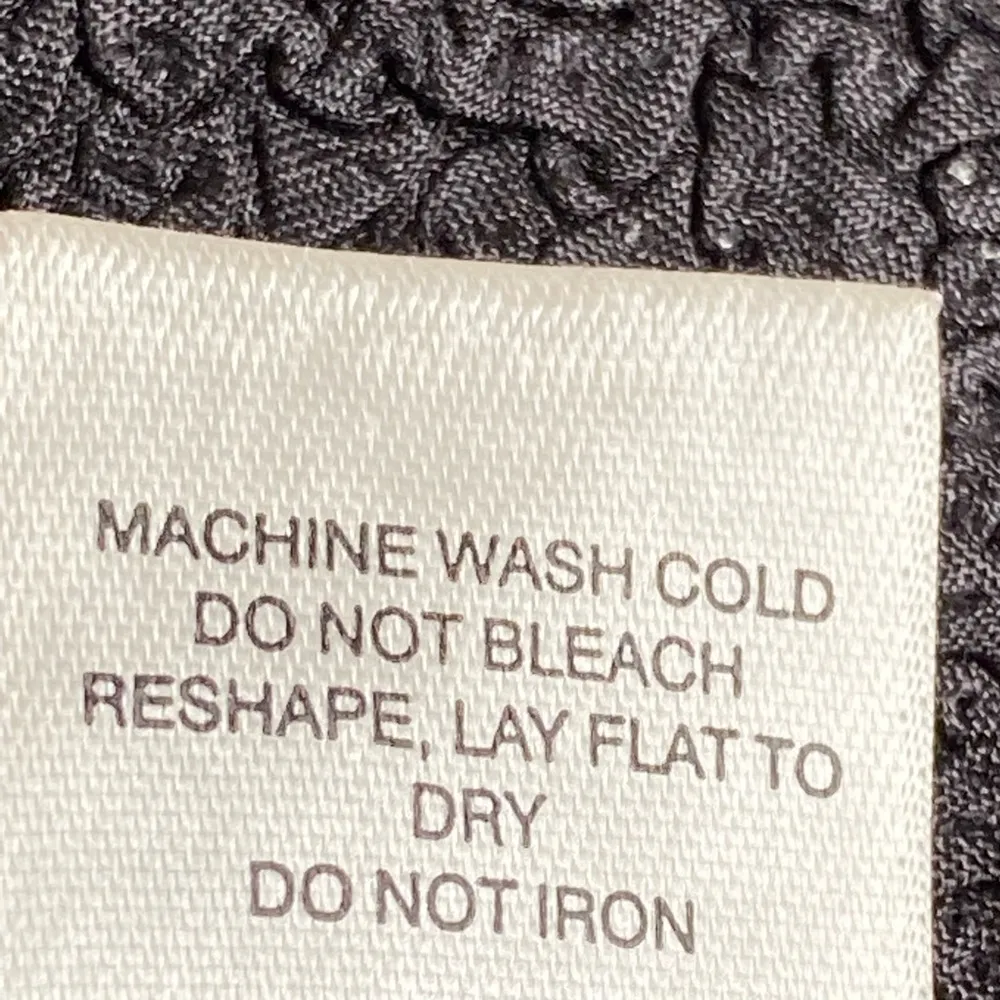 MACHINE WASH COLD
DO NOT BLEACH
RESHAPE, LAY FLAT TO
DRY
DO NOT IRON